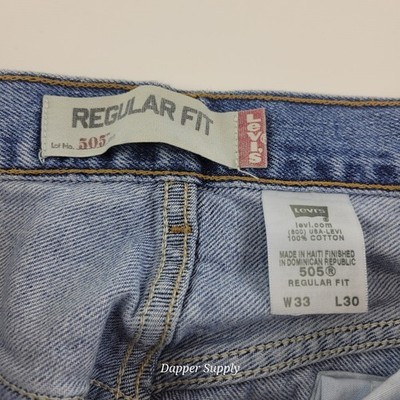 REGULAR FIT
Lot No. 505
Levi's
LEVI'S
levi.com
(800) USA-LEVI
100% COTTON
MADE IN HAITI FINISHED
IN DOMINICAN REPUBLIC
505®
REGULAR FIT
W33 L30
Dapper Supply